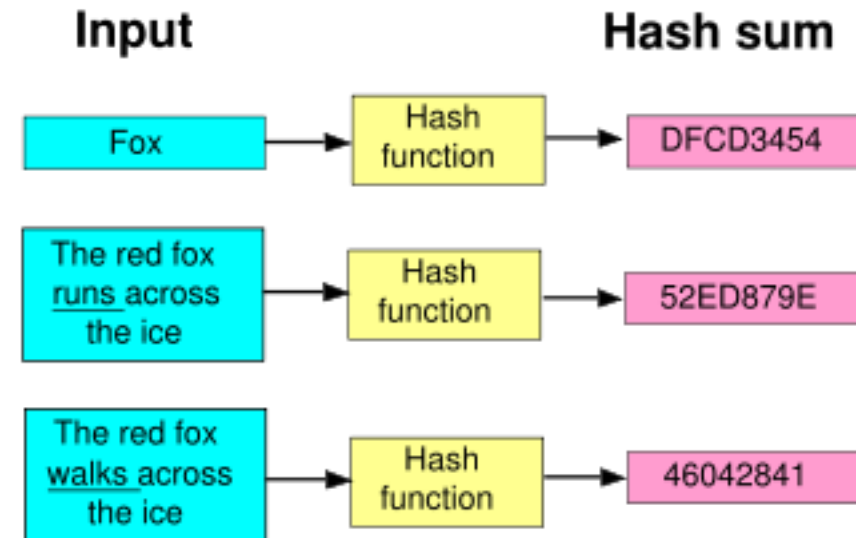 Input
Hash sum
Fox
Hash
function
DFCD3454
The red fox
runs across
the ice
Hash
function
52ED879E
The red fox
walks across
the ice
Hash
function
46042841